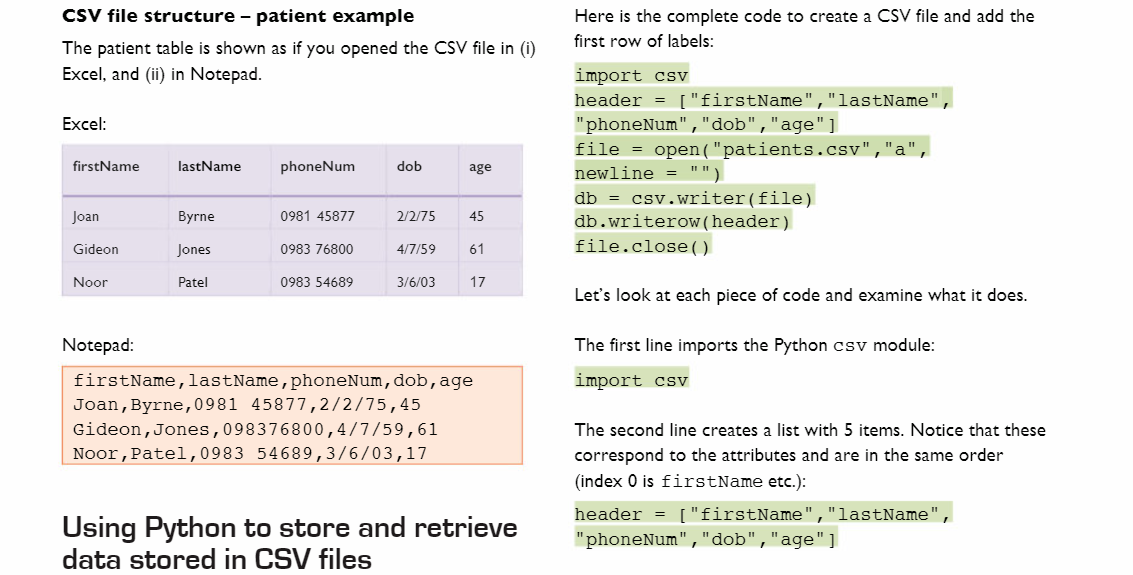 CSV file structure – patient example
The patient table is shown as if you opened the CSV file in (i)
Excel, and (ii) in Notepad.
Excel:
firstName lastName phoneNum dob age
Joan Byrne 0981 45877 2/2/75 45
Gideon Jones 0983 76800 4/7/59 61
Noor Patel 0983 54689 3/6/03 17
Notepad:
firstName,lastName,phoneNum,dob,age
Joan,Byrne,0981 45877,2/2/75,45
Gideon,Jones,098376800,4/7/59,61
Noor,Patel,0983 54689,3/6/03,17
Using Python to store and retrieve
data stored in CSV files
Here is the complete code to create a CSV file and add the
first row of labels:
import csv
header = ["firstName","lastName",
"phoneNum","dob","age"]
file = open("patients.csv","a",
newline = "")
db = csv.writer(file)
db.writerow(header)
file.close()
Let's look at each piece of code and examine what it does.
The first line imports the Python csv module:
import csv
The second line creates a list with 5 items. Notice that these
correspond to the attributes and are in the same order
(index 0 is firstName etc.):
header = ["firstName","lastName",
"phoneNum","dob","age"]